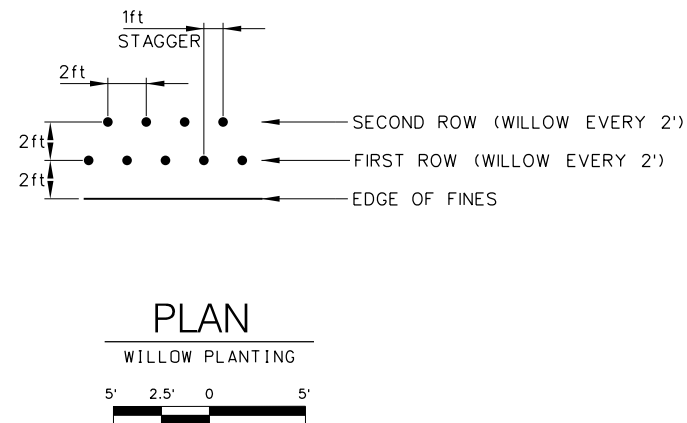 1ft
STAGGER
2ft
SECOND ROW (WILLOW EVERY 2')
2ft
FIRST ROW (WILLOW EVERY 2')
2ft
EDGE OF FINES
PLAN
WILLOW PLANTING
5' 2.5' 0 5'